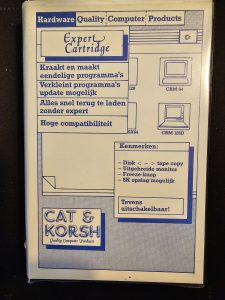 Hardware Quality Computer Products
Expert
Cartridge
Kraakt en maakt
eendelige programma's
Verkleint programma's
update mogelijk
Alles snel terug te laden
zonder expert
Hoge compatibiliteit
CBM 64
CBM 128D
Kenmerken:
- Disk <-> tape copy
- Uitgebreide monitor
- Freeze-knop
- 8K opslag mogelijk
Tevens
uitschakelbaar!
CAT &
KORSH
Quality Computer Products